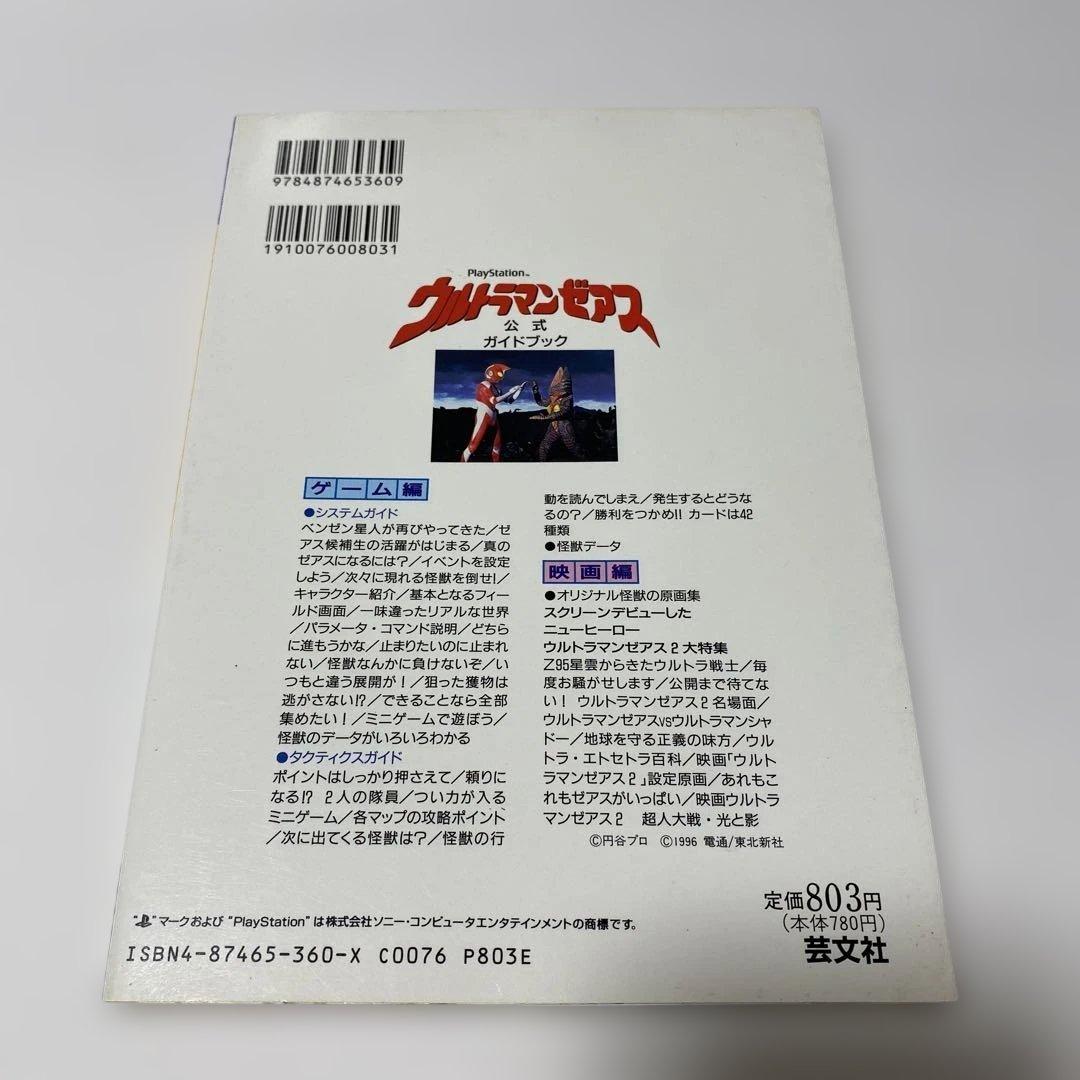 9784874653609
1910076008031
PlayStation™
ウルトラマンゼアス
公式
ガイドブック
ゲーム編
●システムガイド
ベンゼン星人が再びやってきた/ゼ
アス候補生の活躍がはじまる/真の
ゼアスになるには?/イベントを設定
しよう/次々に現れる怪獣を倒せ!/
キャラクター紹介/基本となるフィー
ルド画面/一味違ったリアルな世界
/パラメータ・コマンド説明/どちら
に進もうかな/止まりたいのに止まれ
ない/怪獣なんかに負けないぞ/い
つもと違う展開が!/狙った獲物は
逃がさない!?/できることなら全部
集めたい!/ミニゲームで遊ぼう/
怪獣のデータがいろいろわかる
●タクティクスガイド
ポイントはしっかり押さえて/頼りに
なる!? 2人の隊員/つい力が入る
ミニゲーム/各マップの攻略ポイント
/次に出てくる怪獣は?/怪獣の行
動を読んでしまえ/発生するとどうな
るの?/勝利をつかめ!! カードは42
種類
●怪獣データ
映画編
●オリジナル怪獣の原画集
スクリーンデビューした
ニューヒーロー
ウルトラマンゼアス2大特集
Z95星雲からきたウルトラ戦士/毎
度お騒がせします/公開まで待てな
い! ウルトラマンゼアス2名場面/
ウルトラマンゼアスVSウルトラマンシャ
ドー/地球を守る正義の味方/ウル
トラ・エトセトラ百科/映画「ウルト
ラマンゼアス2」設定原画/あれもこ
れもゼアスがいっぱい/映画ウルトラ
マンゼアス2 超人大戦・光と影
©円谷プロ ©1996 電通/東北新社
定価803円
(本体780円)
芸文社
"PS"マークおよび"PlayStation"は株式会社ソニー・コンピュータエンタテインメントの商標です。
ISBN4-87465-360-X C0076 P803E